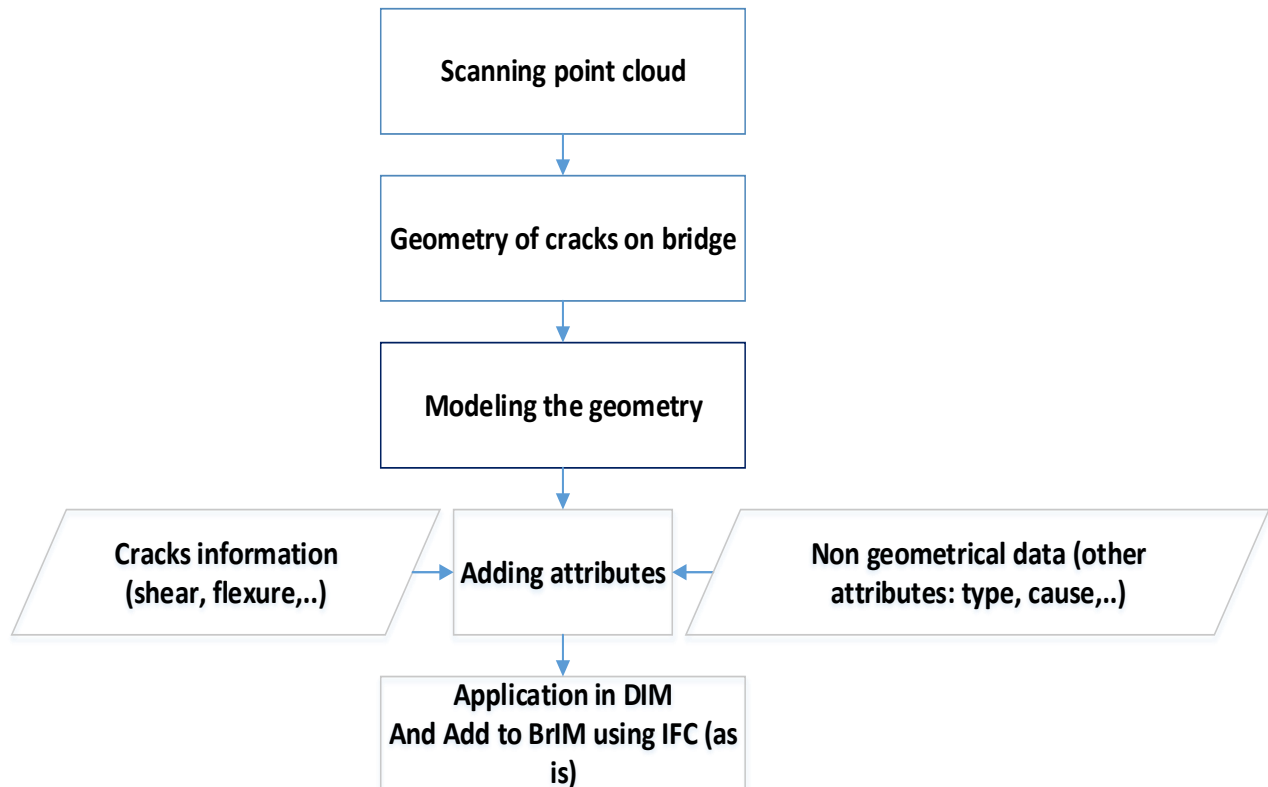 Scanning point cloud
Geometry of cracks on bridge
Modeling the geometry
Cracks information
(shear, flexure,..)
Adding attributes
Non geometrical data (other
attributes: type, cause,..)
Application in DIM
And Add to BrIM using IFC (as
is)